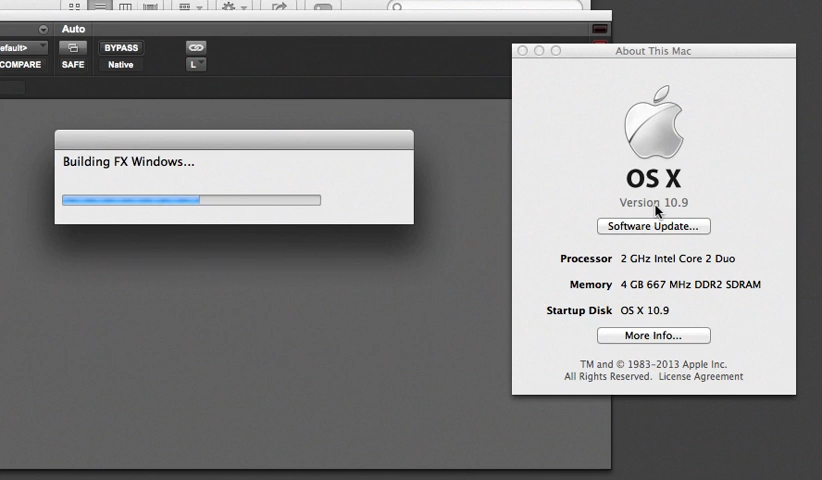 Auto
efault>
BYPASS
COMPARE
SAFE
Native
L
Building FX Windows...
About This Mac
OS X
Version 10.9
Software Update...
Processor 2 GHz Intel Core 2 Duo
Memory 4 GB 667 MHz DDR2 SDRAM
Startup Disk OS X 10.9
More Info...
TM and © 1983-2013 Apple Inc.
All Rights Reserved. License Agreement